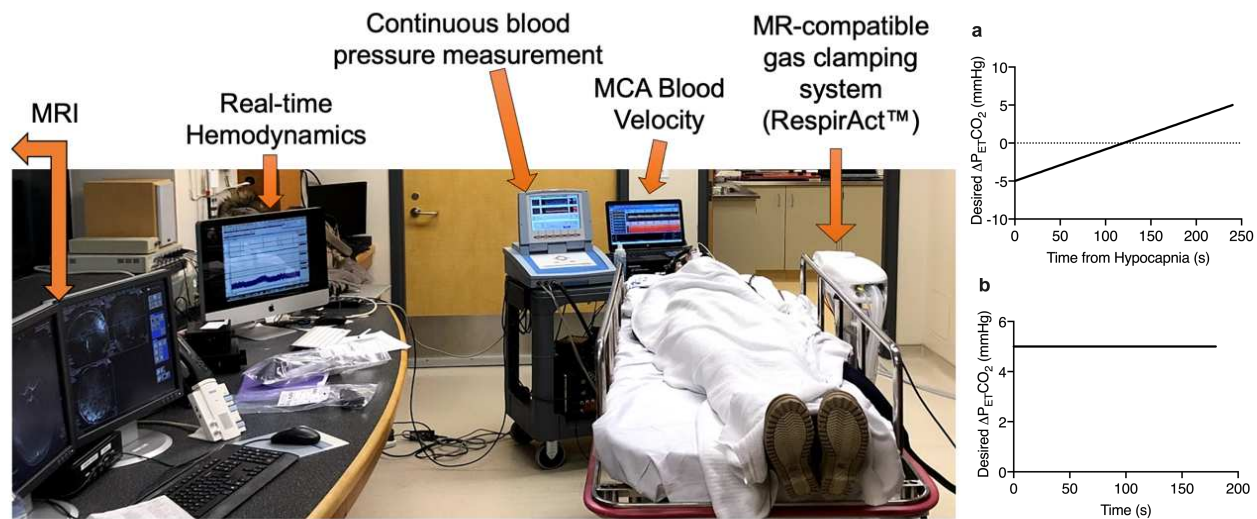 MRI
Real-time
Hemodynamics
Continuous blood
pressure measurement
MCA Blood
Velocity
MR-compatible
gas clamping
system
(RespirAct™)
a
Desired ΔP_ETCO₂ (mmHg)
10
5
0
-5
-10
0 50 100 150 200 250
Time from Hypocapnia (s)
b
Desired ΔP_ETCO₂ (mmHg)
6
4
2
0
0 50 100 150 200
Time (s)